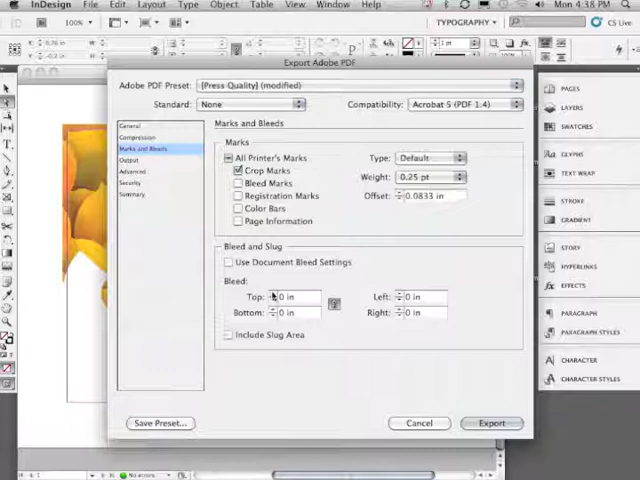 InDesign File Edit Layout Type Object Table View Window Help Mon 4:38 PM
100% TYPOGRAPHY CS Live
Export Adobe PDF
Adobe PDF Preset: [Press Quality] (modified)
Standard: None Compatibility: Acrobat 5 (PDF 1.4)
General
Compression
Marks and Bleeds
Output
Advanced
Security
Summary
Marks and Bleeds
Marks
All Printer's Marks
Crop Marks
Bleed Marks
Registration Marks
Color Bars
Page Information
Type: Default
Weight: 0.25 pt
Offset: 0.0833 in
Bleed and Slug
Use Document Bleed Settings
Bleed:
Top: 0 in Left: 0 in
Bottom: 0 in Right: 0 in
Include Slug Area
Save Preset... Cancel Export
PAGES
LAYERS
SWATCHES
GLYPHS
TEXT WRAP
STROKE
GRADIENT
STORY
HYPERLINKS
EFFECTS
PARAGRAPH
PARAGRAPH STYLES
CHARACTER
CHARACTER STYLES
No errors